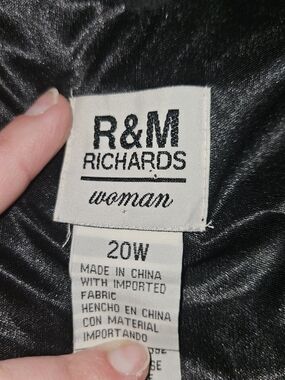 R&M
RICHARDS
woman
20W
MADE IN CHINA
WITH IMPORTED
FABRIC
HENCHO EN CHINA
CON MATERIAL
IMPORTANDO